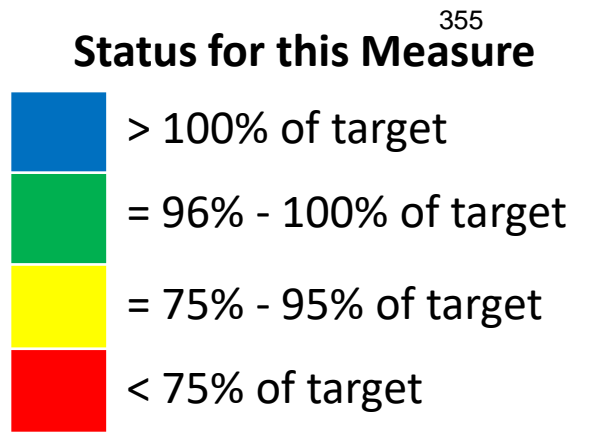 355
Status for this Measure
> 100% of target
= 96% - 100% of target
= 75% - 95% of target
< 75% of target